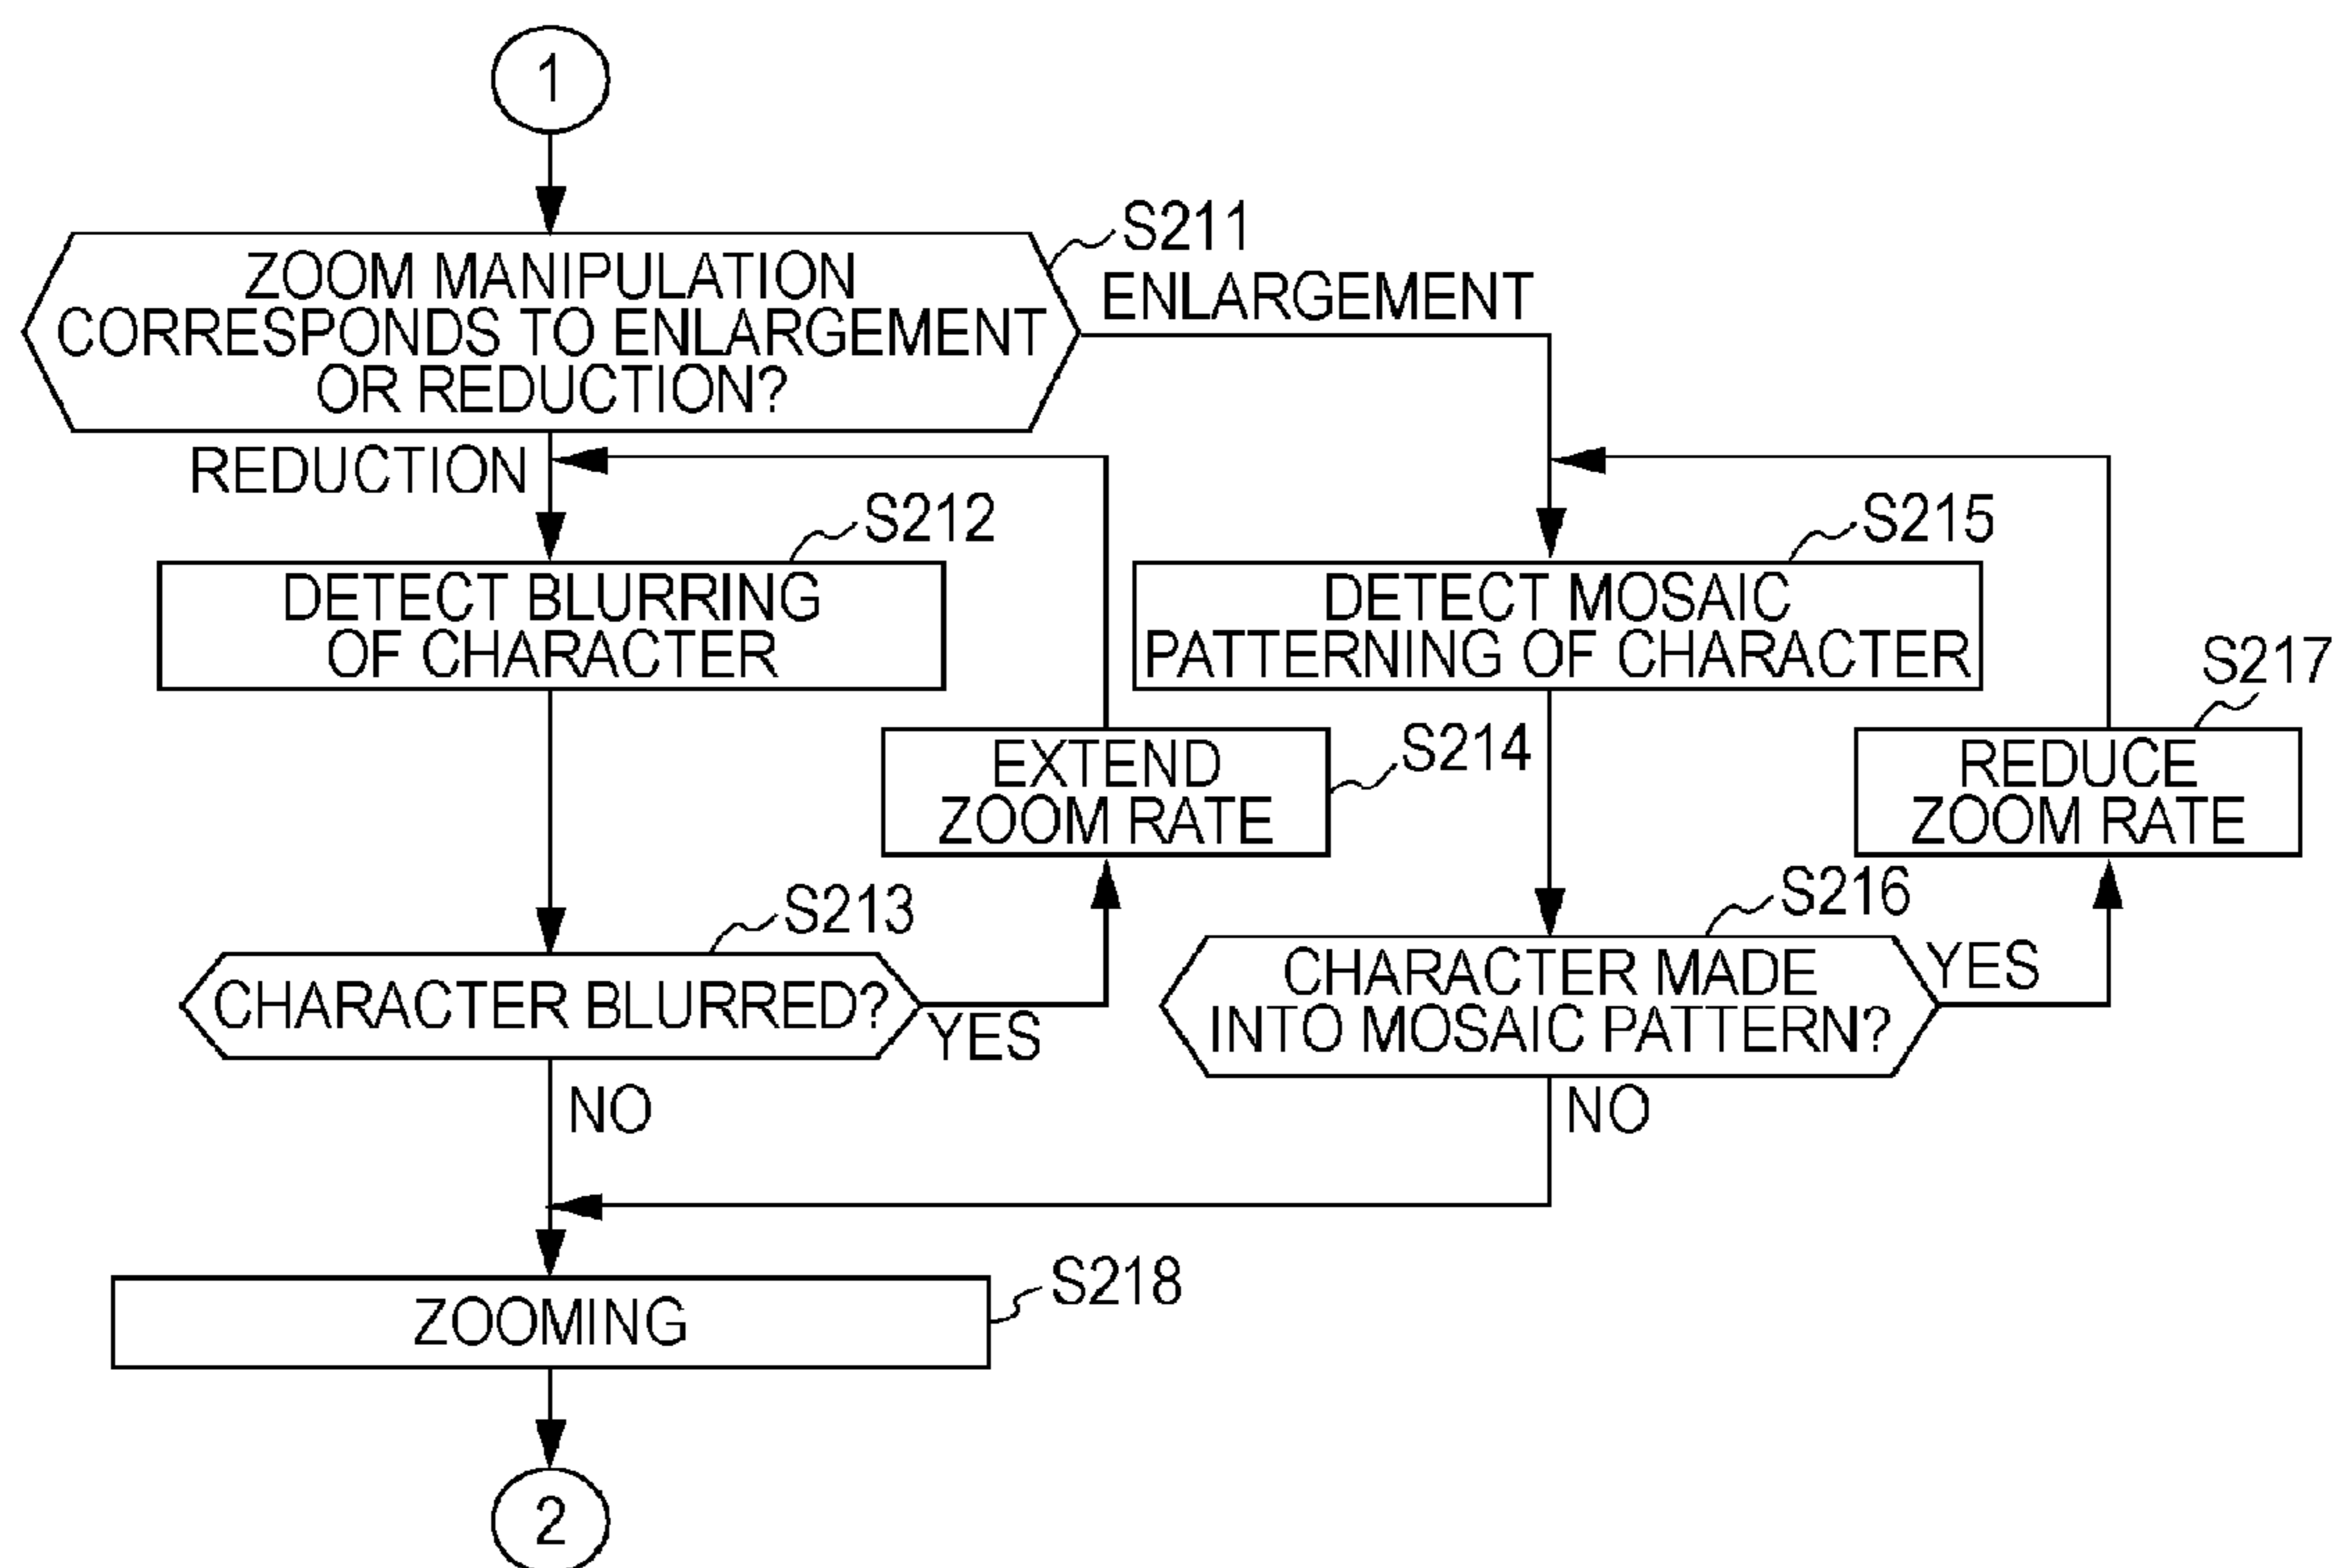 1
S211
ZOOM MANIPULATION
CORRESPONDS TO ENLARGEMENT
OR REDUCTION?
ENLARGEMENT
REDUCTION
S212
DETECT BLURRING
OF CHARACTER
S215
DETECT MOSAIC
PATTERNING OF CHARACTER
S214
EXTEND
ZOOM RATE
S217
REDUCE
ZOOM RATE
S213
CHARACTER BLURRED?
YES
NO
S216
CHARACTER MADE
INTO MOSAIC PATTERN?
YES
NO
S218
ZOOMING
2